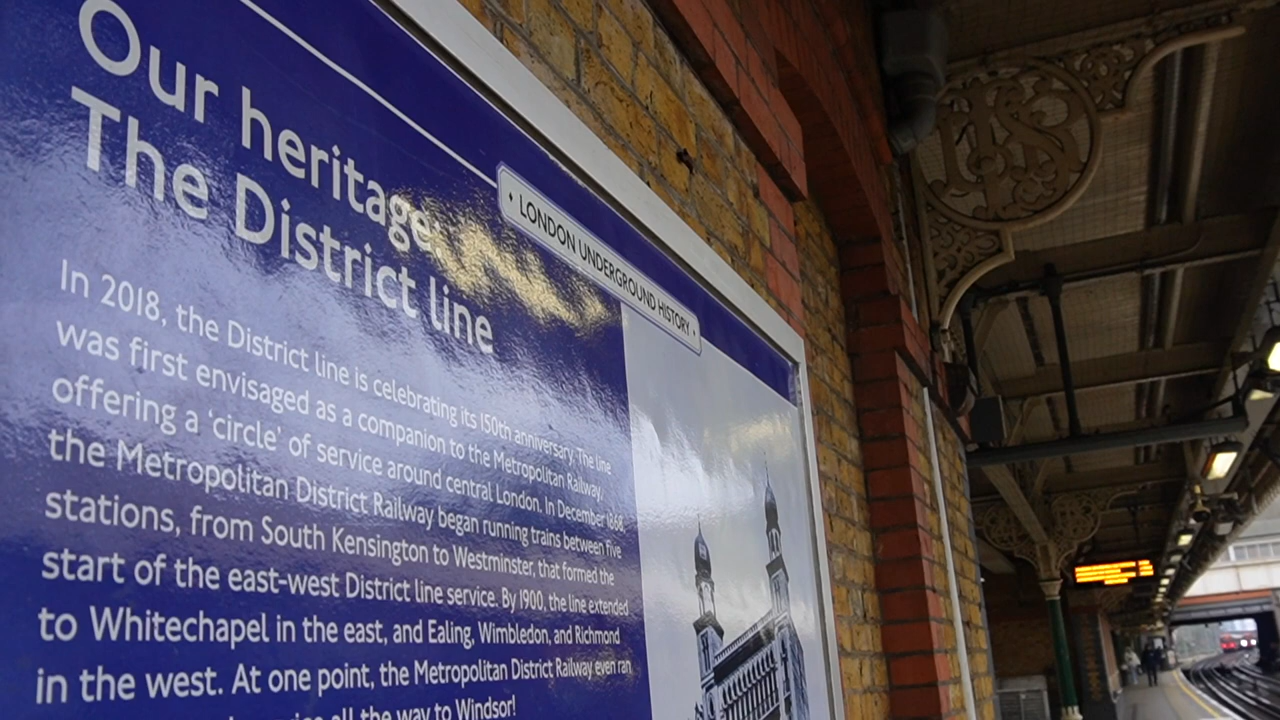 Our heritage:
The District line
LONDON UNDERGROUND HISTORY
In 2018, the District line is celebrating its 150th anniversary. The line
was first envisaged as a companion to the Metropolitan Railway,
offering a ‘circle’ of service around central London. In December 1868,
the Metropolitan District Railway began running trains between five
stations, from South Kensington to Westminster, that formed the
start of the east-west District line service. By 1900, the line extended
to Whitechapel in the east, and Ealing, Wimbledon, and Richmond
in the west. At one point, the Metropolitan District Railway even ran
all the way to Windsor!